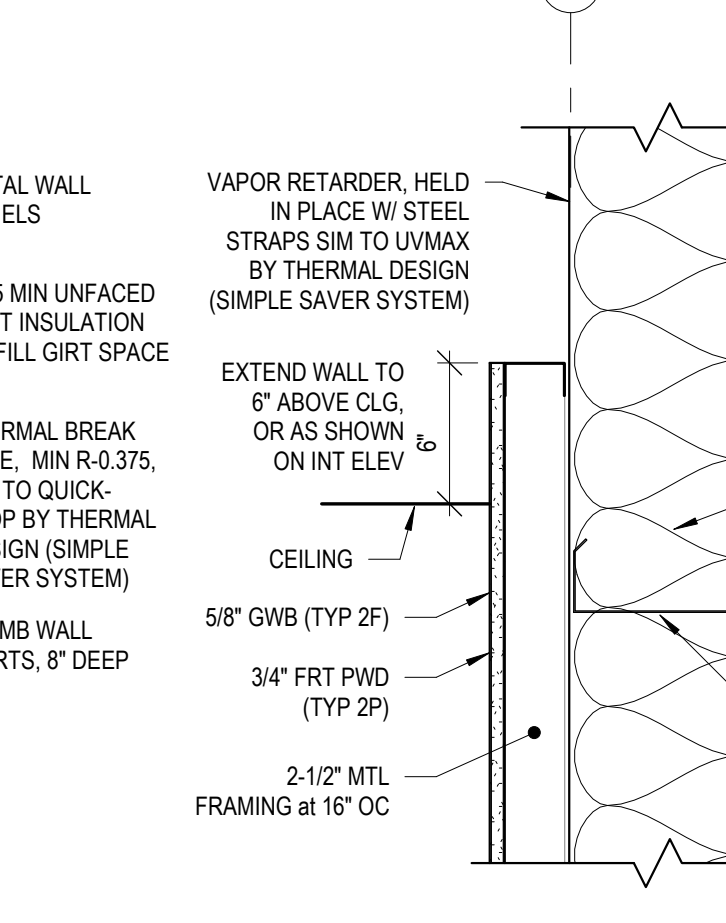 TAL WALL
ELS
5 MIN UNFACED
T INSULATION
FILL GIRT SPACE
RMAL BREAK
E, MIN R-0.375,
TO QUICK-
OP BY THERMAL
SIGN (SIMPLE
VER SYSTEM)
MB WALL
RTS, 8" DEEP
VAPOR RETARDER, HELD
IN PLACE W/ STEEL
STRAPS SIM TO UVMAX
BY THERMAL DESIGN
(SIMPLE SAVER SYSTEM)
EXTEND WALL TO
6" ABOVE CLG,
OR AS SHOWN
ON INT ELEV
6"
CEILING
5/8" GWB (TYP 2F)
3/4" FRT PWD
(TYP 2P)
2-1/2" MTL
FRAMING at 16" OC